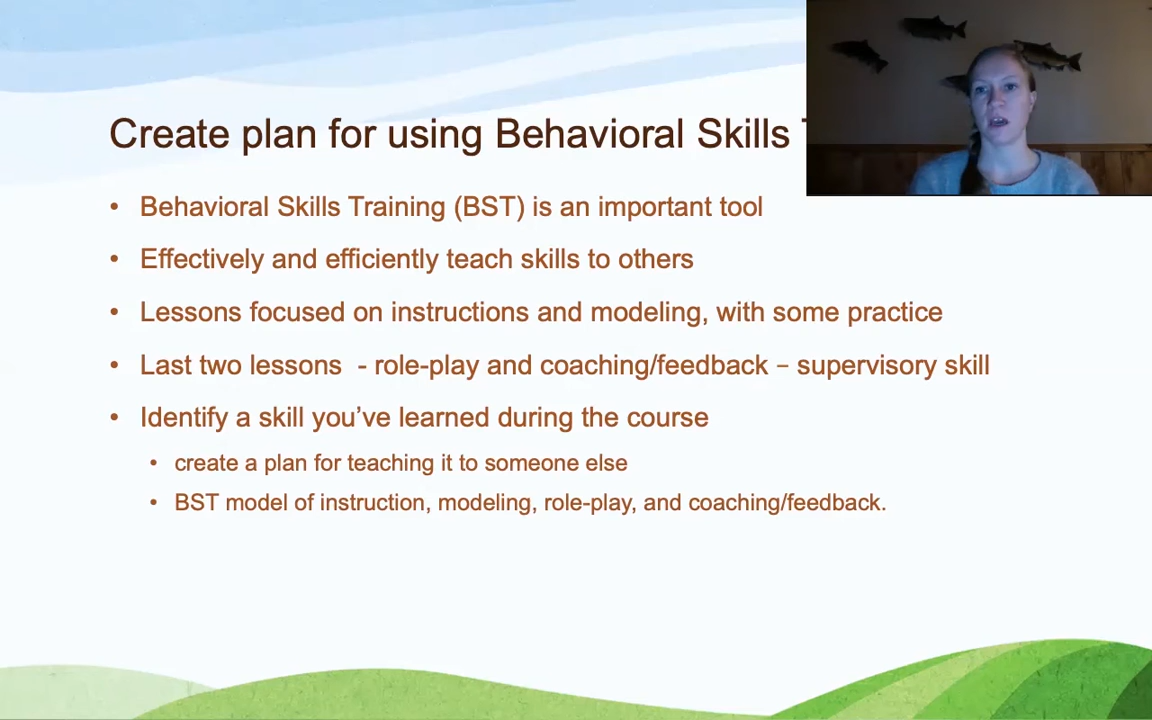 Create plan for using Behavioral Skills
Behavioral Skills Training (BST) is an important tool
Effectively and efficiently teach skills to others
Lessons focused on instructions and modeling, with some practice
Last two lessons  - role-play and coaching/feedback – supervisory skill
Identify a skill you’ve learned during the course
create a plan for teaching it to someone else
BST model of instruction, modeling, role-play, and coaching/feedback.